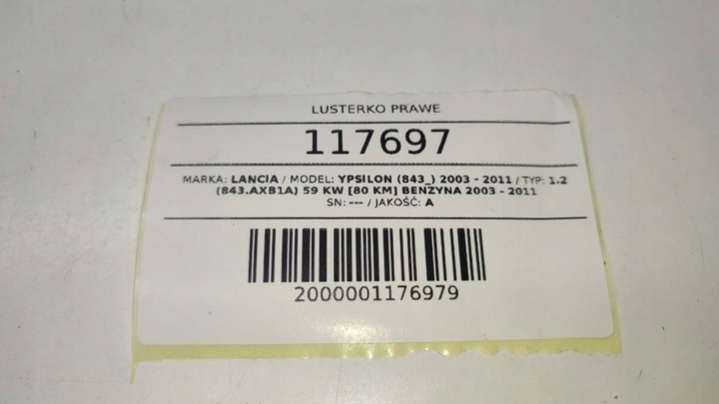 LUSTERKO PRAWE
117697
MARKA: LANCIA / MODEL: YPSILON (843_) 2003 - 2011 / TYP: 1.2
(843.AXB1A) 59 KW [80 KM] BENZYNA 2003 - 2011
SN: --- / JAKOŚĆ: A
2000001176979